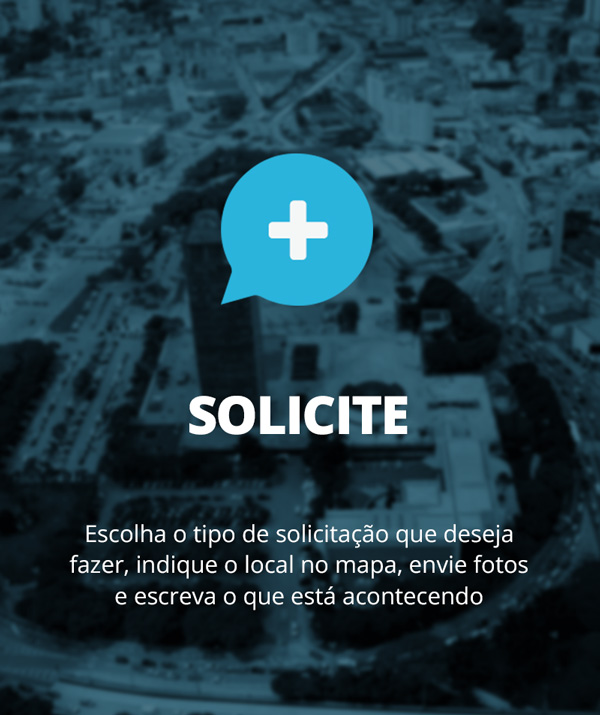 SOLICITE
Escolha o tipo de solicitação que deseja
fazer, indique o local no mapa, envie fotos
e escreva o que está acontecendo